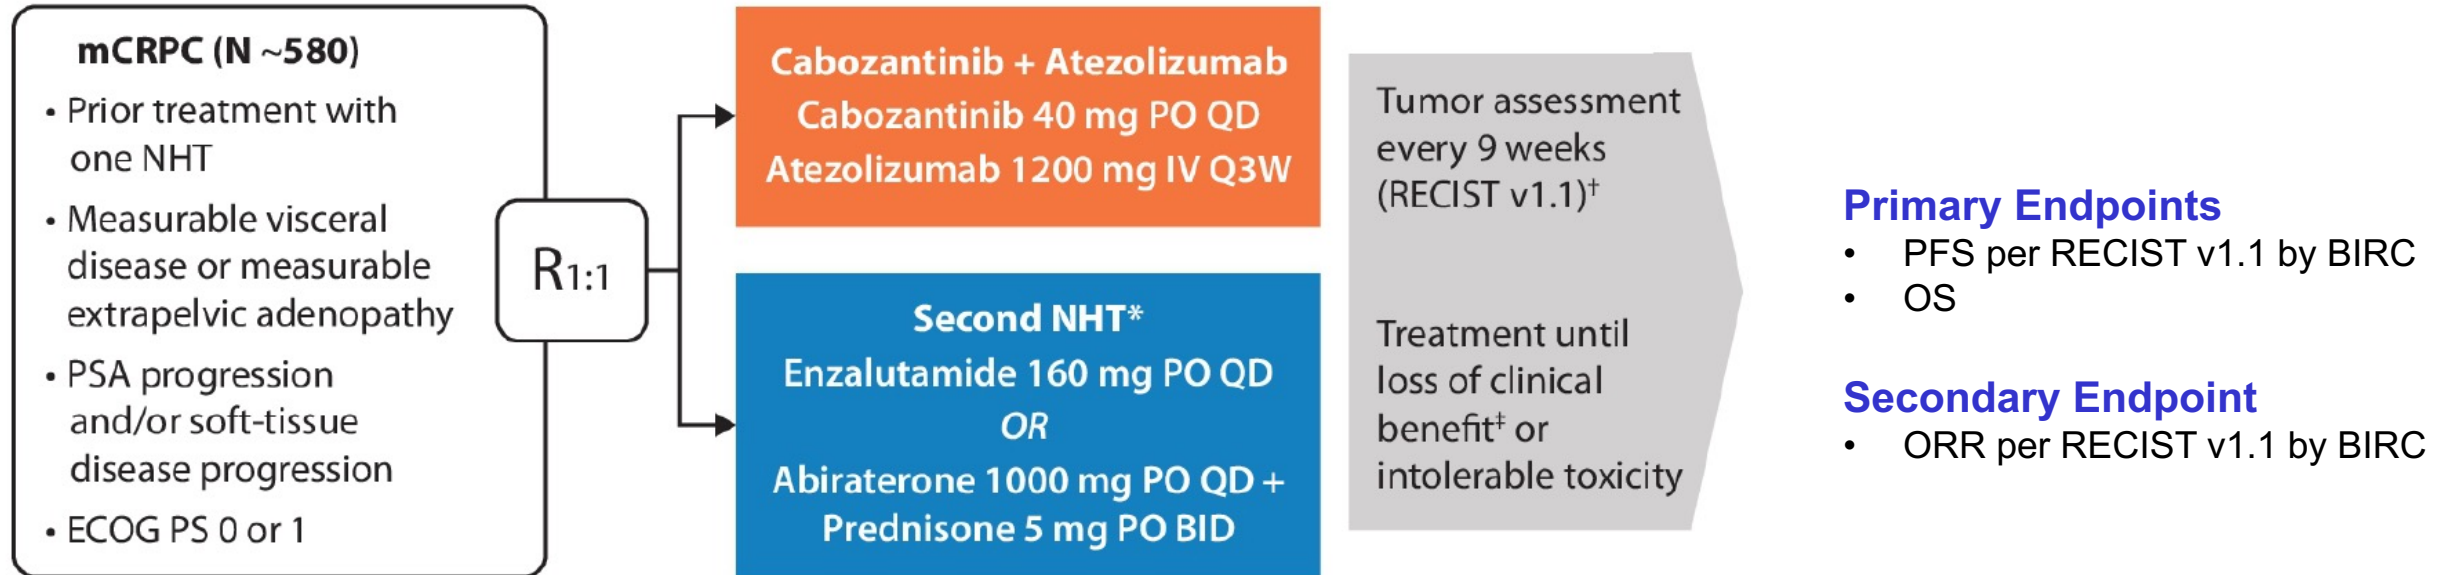 mCRPC (N ~580)
• Prior treatment with
one NHT
• Measurable visceral
disease or measurable
extrapelvic adenopathy
• PSA progression
and/or soft-tissue
disease progression
• ECOG PS 0 or 1
R1:1
Cabozantinib + Atezolizumab
Cabozantinib 40 mg PO QD
Atezolizumab 1200 mg IV Q3W
Second NHT*
Enzalutamide 160 mg PO QD
OR
Abiraterone 1000 mg PO QD +
Prednisone 5 mg PO BID
Tumor assessment
every 9 weeks
(RECIST v1.1)†
Treatment until
loss of clinical
benefit‡ or
intolerable toxicity
Primary Endpoints
• PFS per RECIST v1.1 by BIRC
• OS
Secondary Endpoint
• ORR per RECIST v1.1 by BIRC